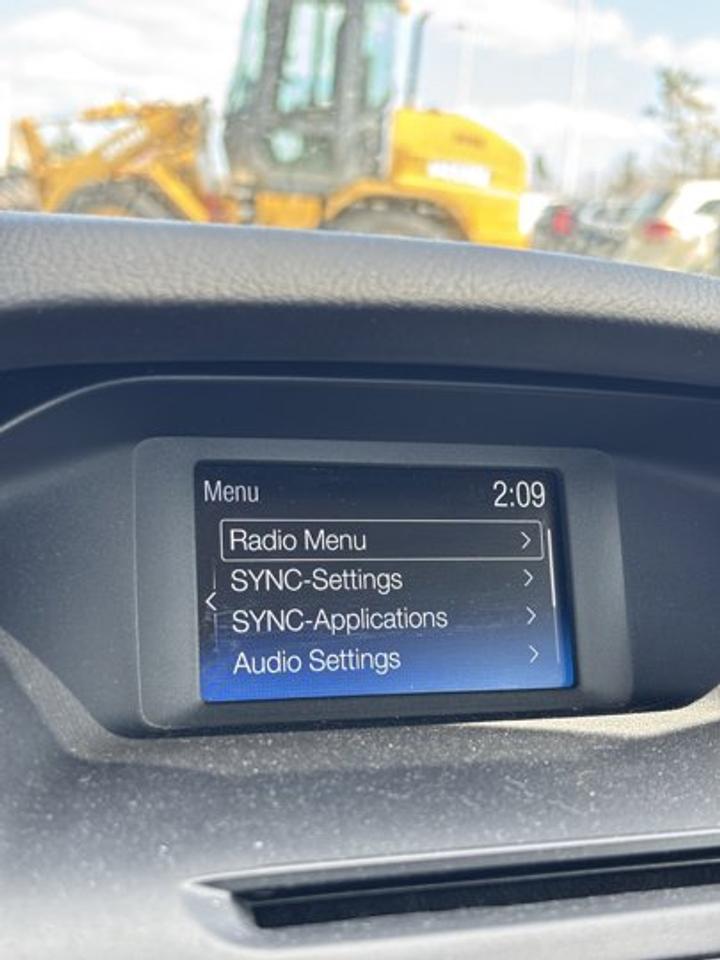 Menu 2:09
Radio Menu
SYNC-Settings
SYNC-Applications
Audio Settings